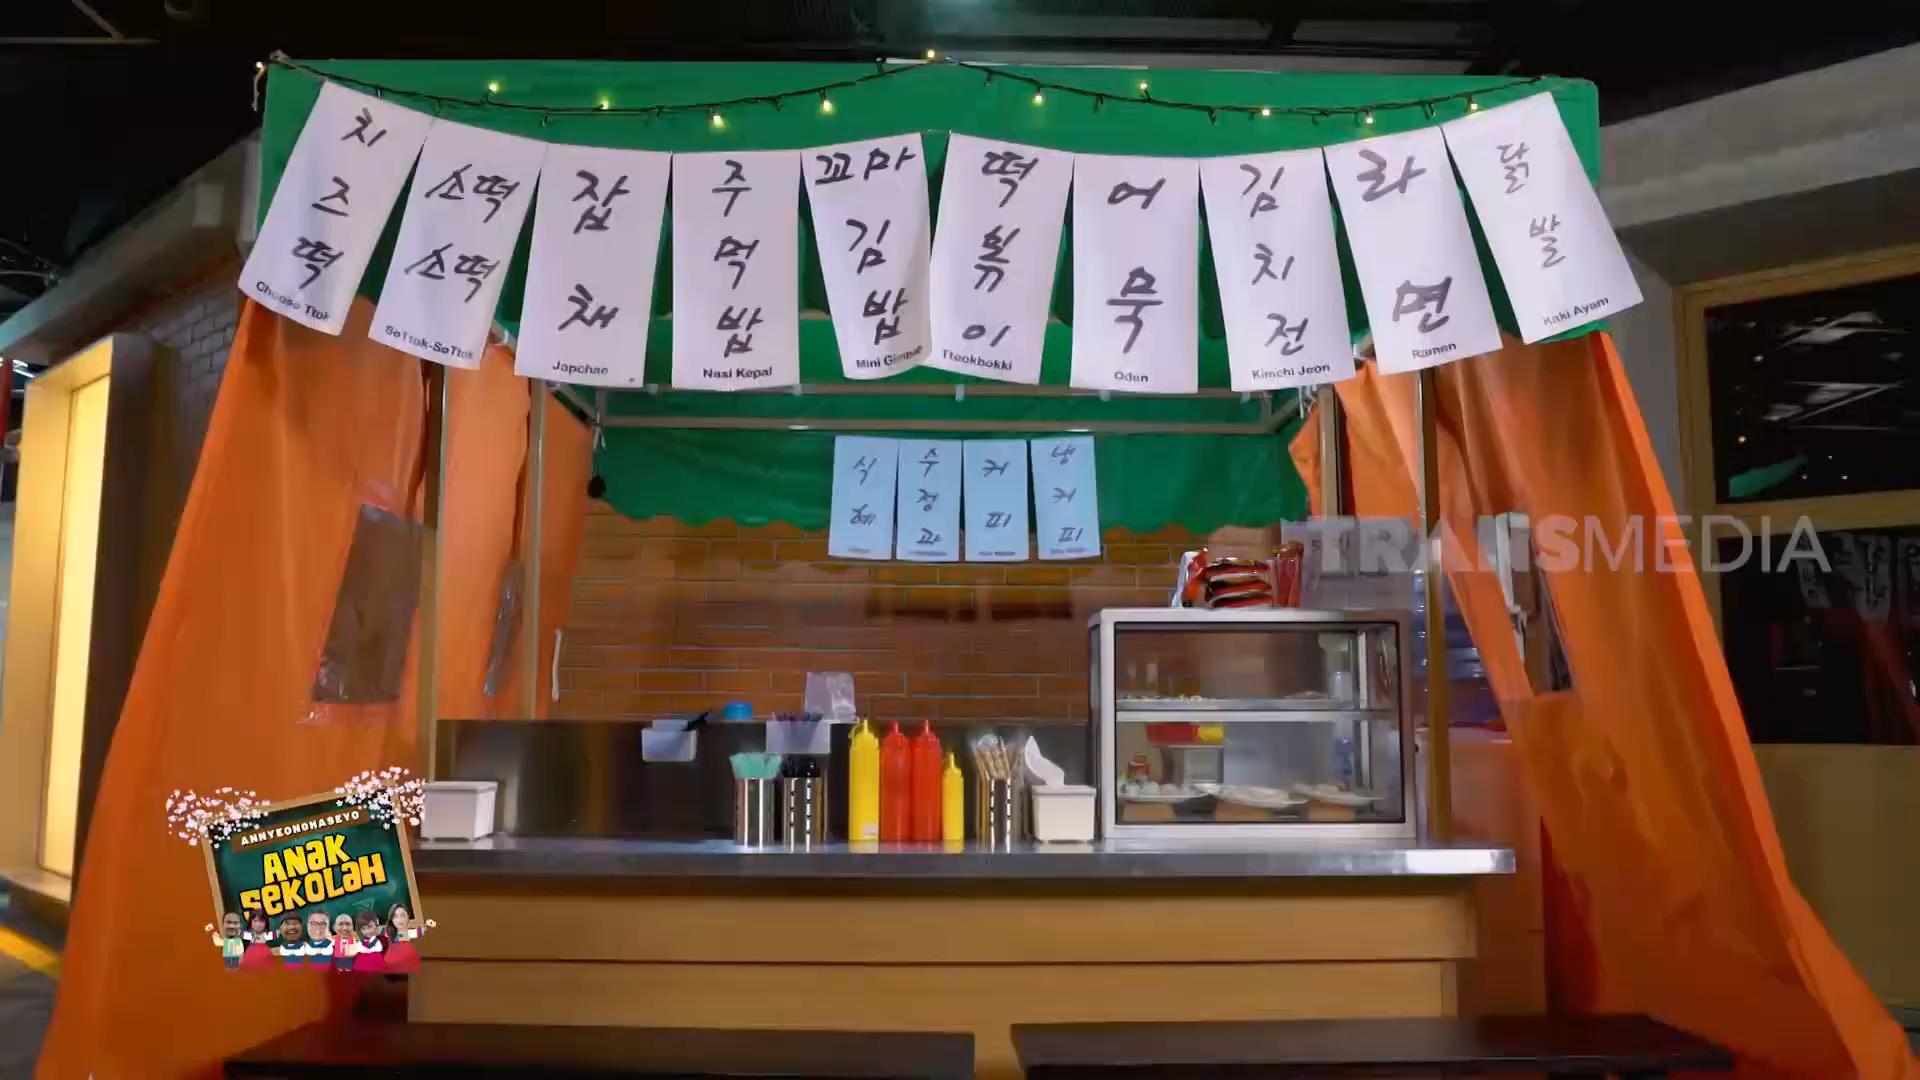 치즈떡
Cheese Ttok
소떡소떡
SoTtok-SoTtok
잡채
Japchae
주먹밥
Nasi Kepal
꼬마김밥
Mini Gimbab
떡볶이
Tteokbokki
어묵
Odun
김치전
Kimchi Jeon
라면
Ramen
닭발
Kaki Ayam
식혜
수정과
커피
냉커피
TRANSMEDIA
ANNYEONGHASEYO
ANAK
SEKOLAH